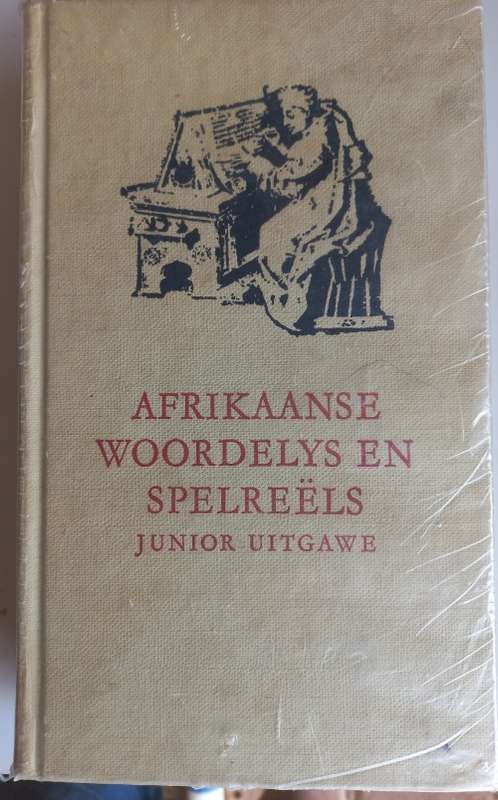 AFRIKAANSE
WOORDELYS EN
SPELREËLS
JUNIOR UITGAWE